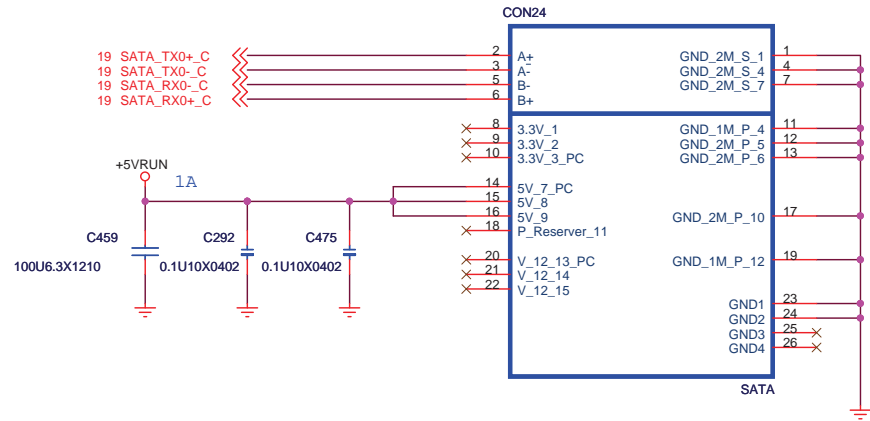 CON24
19 SATA_TX0+_C 2 A+ GND_2M_S_1 1
19 SATA_TX0-_C 3 A- GND_2M_S_4 4
19 SATA_RX0-_C 5 B- GND_2M_S_7 7
19 SATA_RX0+_C 6 B+
8 3.3V_1 GND_1M_P_4 11
9 3.3V_2 GND_2M_P_5 12
10 3.3V_3_PC GND_2M_P_6 13
+5VRUN
1A
14 5V_7_PC
15 5V_8
16 5V_9 GND_2M_P_10 17
18 P_Reserver_11
C459 C292 C475
100U6.3X1210 0.1U10X0402 0.1U10X0402
20 V_12_13_PC GND_1M_P_12 19
21 V_12_14
22 V_12_15
GND1 23
GND2 24
GND3 25
GND4 26
SATA